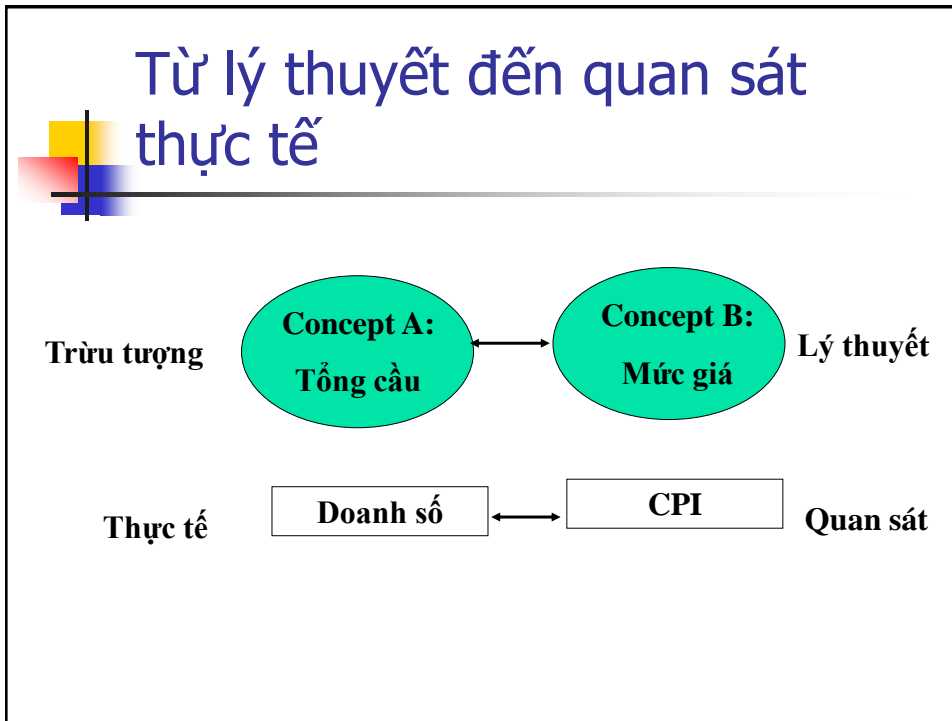 Từ lý thuyết đến quan sát
thực tế
Trừu tượng
Concept A:
Tổng cầu
Concept B:
Mức giá
Lý thuyết
Thực tế
Doanh số
CPI
Quan sát